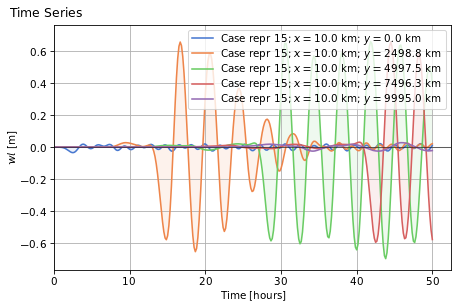 Time Series
Case repr 15; x = 10.0 km; y = 0.0 km
Case repr 15; x = 10.0 km; y = 2498.8 km
Case repr 15; x = 10.0 km; y = 4997.5 km
Case repr 15; x = 10.0 km; y = 7496.3 km
Case repr 15; x = 10.0 km; y = 9995.0 km
wl [m]
0.6
0.4
0.2
0.0
−0.2
−0.4
−0.6
0 10 20 30 40 50
Time [hours]